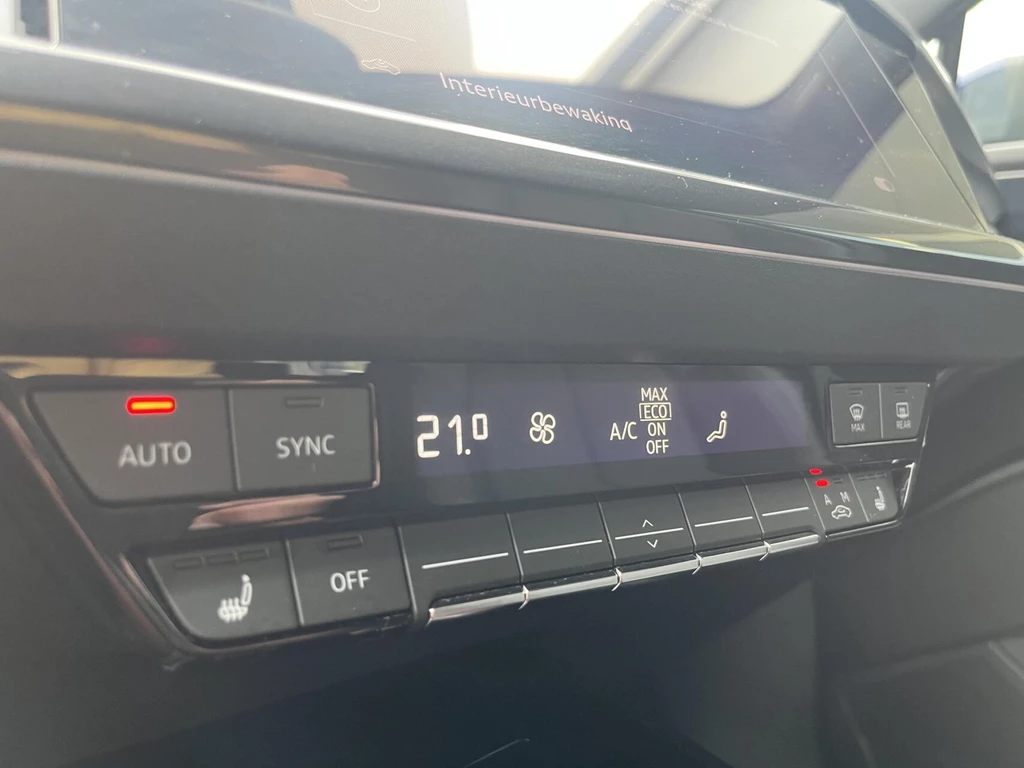 Interieurbewaking
AUTO
SYNC
21.0
A/C
MAX
ECO
ON
OFF
MAX
REAR
A M
OFF